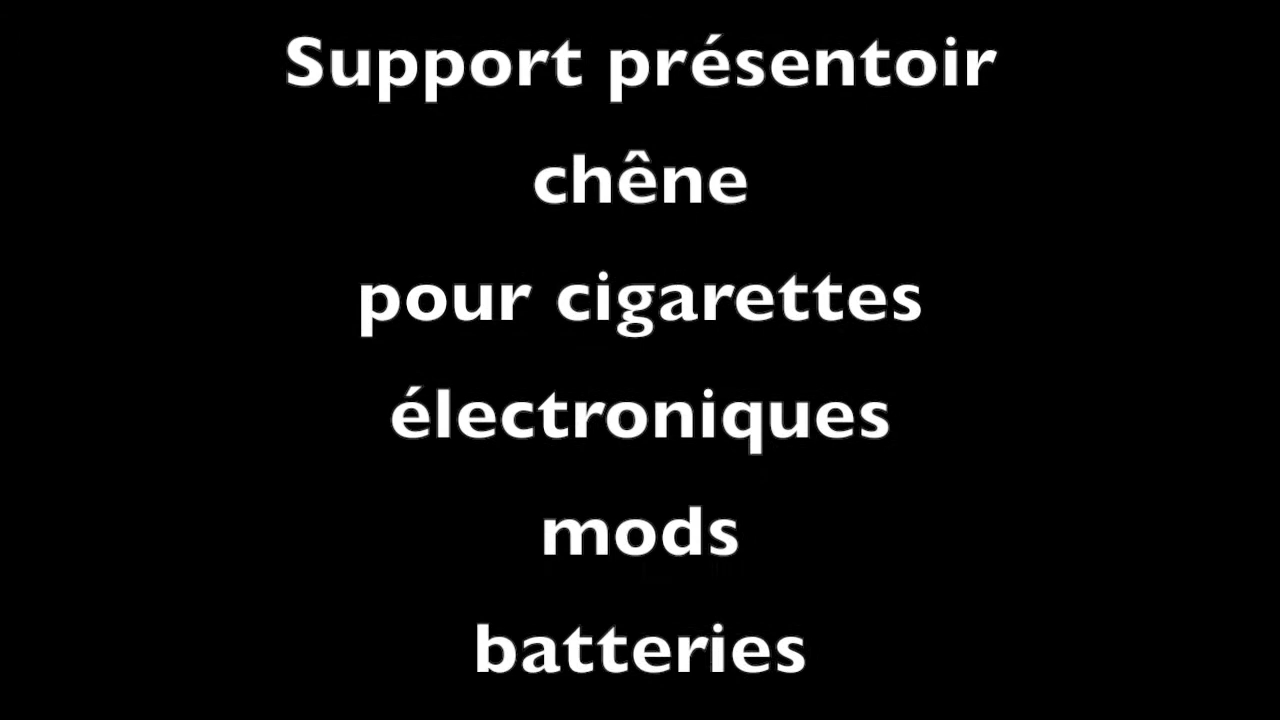 Support présentoir
chêne
pour cigarettes
électroniques
mods
batteries